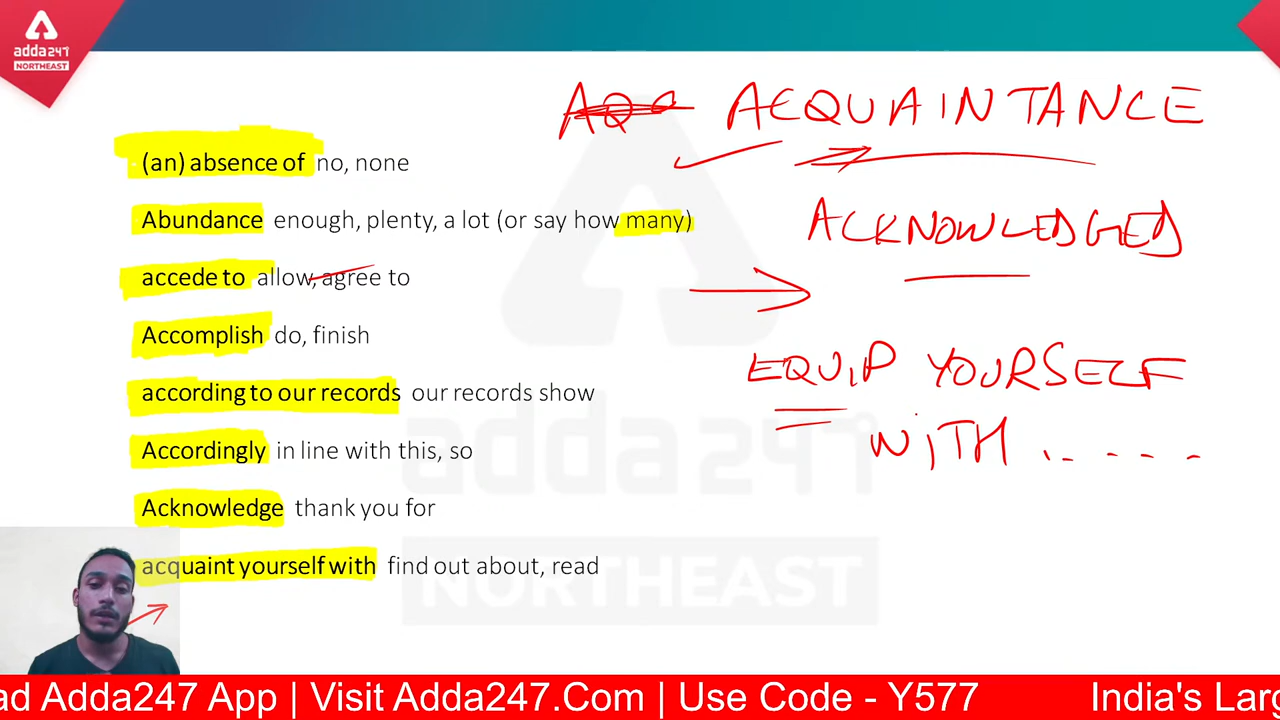 adda247
NORTHEAST
ACQUAINTANCE
(an) absence of no, none
Abundance enough, plenty, a lot (or say how many)
ACKNOWLEDGED
accede to allow, agree to
Accomplish do, finish
EQUIP YOURSELF
according to our records our records show
WITH .....
Accordingly in line with this, so
Acknowledge thank you for
acquaint yourself with find out about, read
adda247
NORTHEAST
ad Adda247 App | Visit Adda247.Com | Use Code - Y577 India's Larg